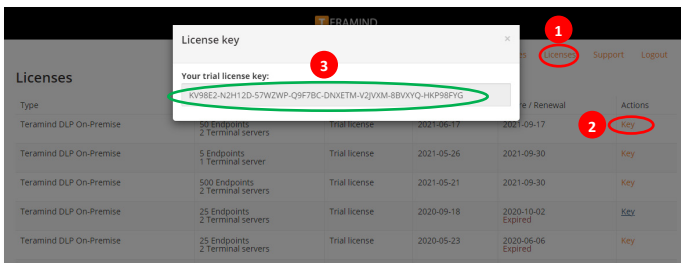 TERAMIND
1
License key ×
es Licenses Support Logout
3
Licenses
Your trial license key:
KV98E2-N2H12D-57WZWP-Q9F7BC-DNXETM-V2JVXM-8BVXYQ-HKP98FYG
Type re / Renewal Actions
2
Teramind DLP On-Premise 50 Endpoints Trial license 2021-06-17 2021-09-17 Key
2 Terminal servers
Teramind DLP On-Premise 5 Endpoints Trial license 2021-05-26 2021-09-30 Key
1 Terminal server
Teramind DLP On-Premise 500 Endpoints Trial license 2021-05-21 2021-09-30 Key
2 Terminal servers
Teramind DLP On-Premise 25 Endpoints Trial license 2020-09-18 2020-10-02 Key
2 Terminal servers Expired
Teramind DLP On-Premise 25 Endpoints Trial license 2020-05-23 2020-06-06 Key
2 Terminal servers Expired